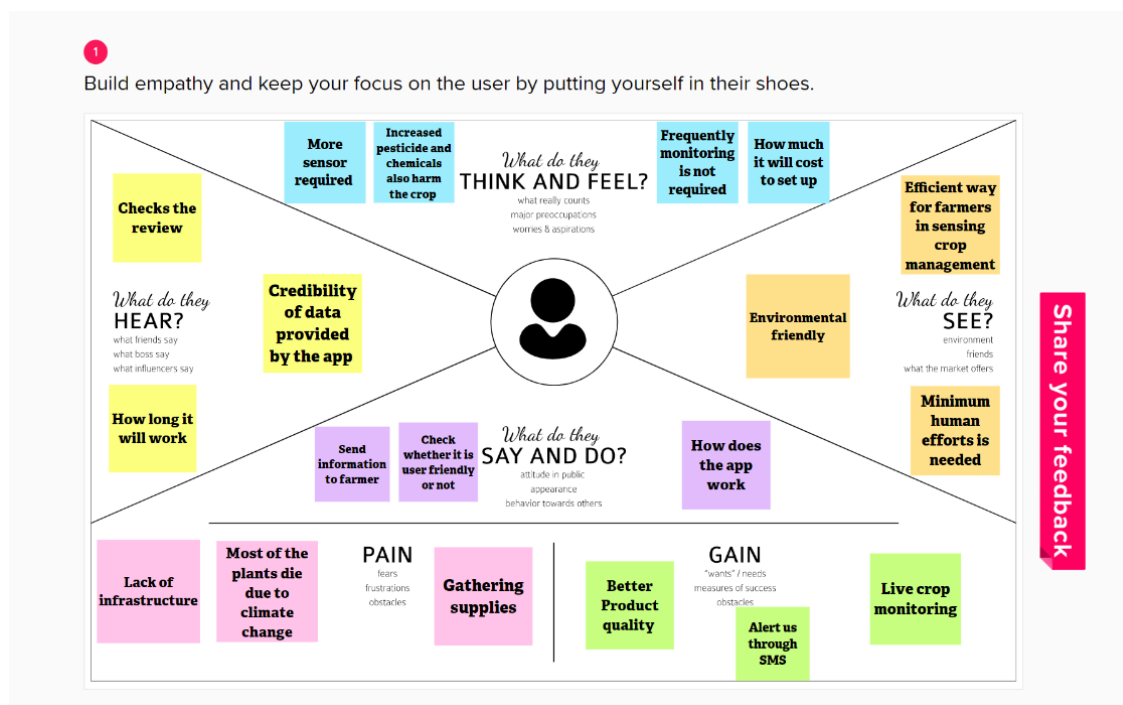 1
Build empathy and keep your focus on the user by putting yourself in their shoes.
More
sensor
required
Increased
pesticide and
chemicals
also harm
the crop
What do they
THINK AND FEEL?
what really counts
major preoccupations
worries & aspirations
Frequently
monitoring
is not
required
How much
it will cost
to set up
Checks the
review
Credibility
of data
provided
by the app
What do they
HEAR?
what friends say
what boss say
what influencers say
How long it
will work
Efficient way
for farmers
in sensing
crop
management
Environmental
friendly
What do they
SEE?
environment
friends
what the market offers
Minimum
human
efforts is
needed
Send
information
to farmer
Check
whether it is
user friendly
or not
What do they
SAY AND DO?
attitude in public
appearance
behavior towards others
How does
the app
work
Lack of
infrastructure
Most of the
plants die
due to
climate
change
PAIN
fears
frustrations
obstacles
Gathering
supplies
Better
Product
quality
GAIN
"wants" / needs
measures of success
obstacles
Alert us
through
SMS
Live crop
monitoring
Share your feedback